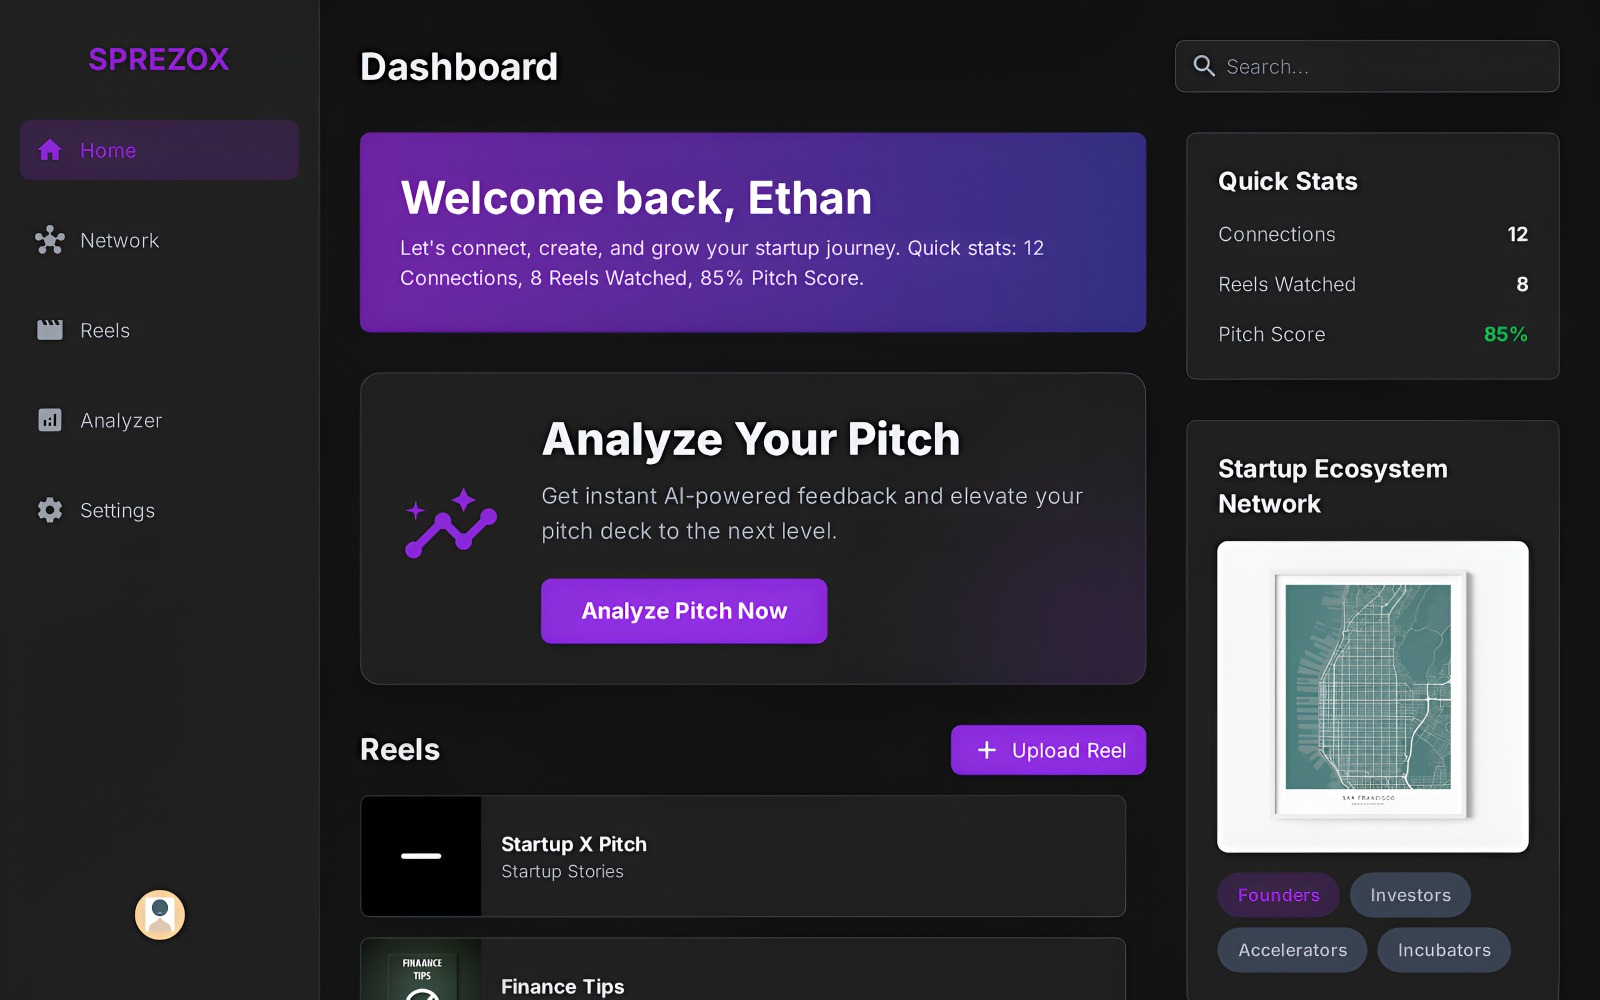 SPREZOX
Home
Network
Reels
Analyzer
Settings
Dashboard
Search...
Welcome back, Ethan
Let's connect, create, and grow your startup journey. Quick stats: 12
Connections, 8 Reels Watched, 85% Pitch Score.
Analyze Your Pitch
Get instant AI-powered feedback and elevate your
pitch deck to the next level.
Analyze Pitch Now
Reels
Upload Reel
Startup X Pitch
Startup Stories
FINAANCE
TIPS
Finance Tips
Quick Stats
Connections 12
Reels Watched 8
Pitch Score 85%
Startup Ecosystem
Network
SAN FRANCISCO
Founders
Investors
Accelerators
Incubators